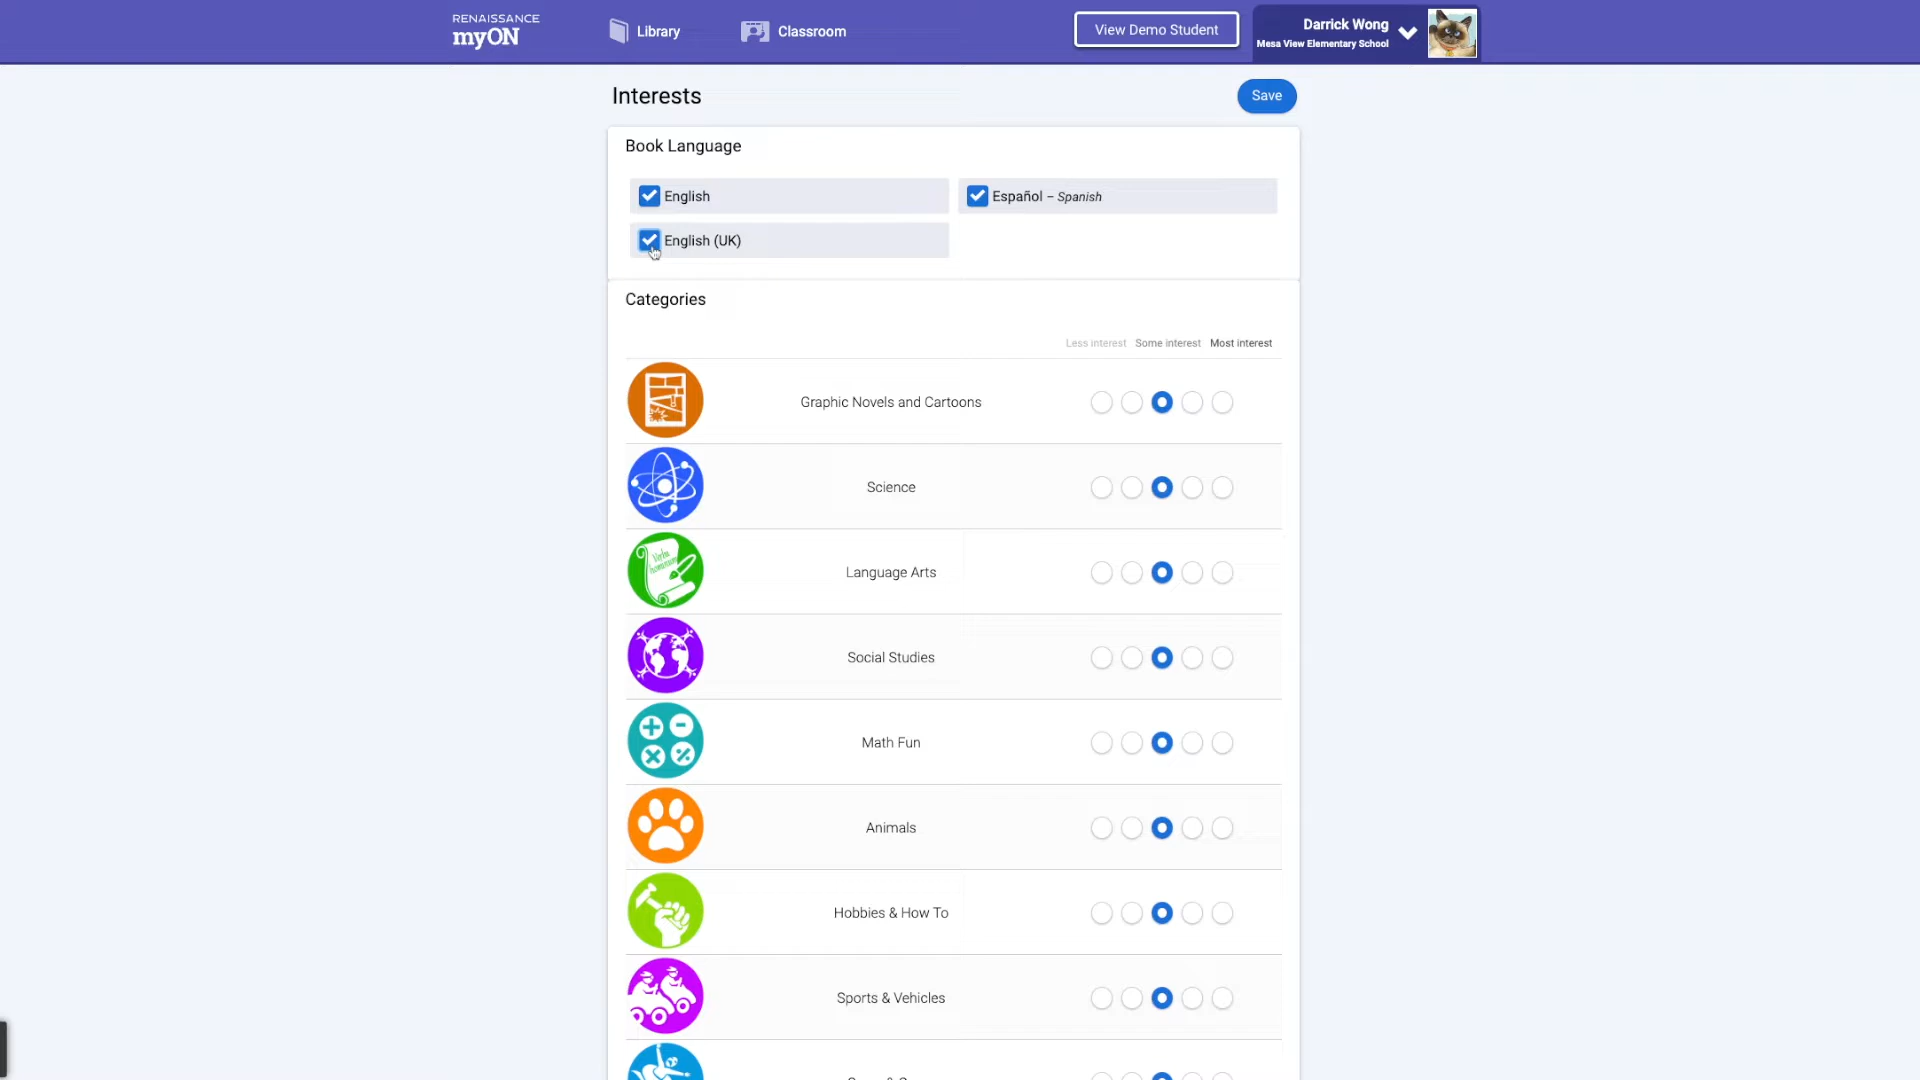 RENAISSANCE
myON
Library
Classroom
View Demo Student
Darrick Wong
Mesa View Elementary School
Interests
Save
Book Language
English
Español – Spanish
English (UK)
Categories
Less interest Some interest Most interest
Graphic Novels and Cartoons
Science
Language Arts
Social Studies
Math Fun
Animals
Hobbies & How To
Sports & Vehicles